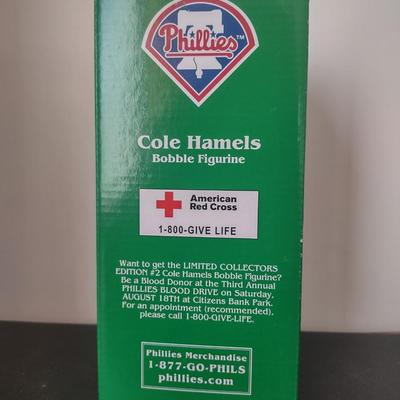 Phillies
Cole Hamels
Bobble Figurine
American
Red Cross
1-800-GIVE LIFE
Want to get the LIMITED COLLECTORS
EDITION #2 Cole Hamels Bobble Figurine?
Be a Blood Donor at the Third Annual
PHILLIES BLOOD DRIVE on Saturday,
AUGUST 18TH at Citizens Bank Park.
For an appointment (recommended),
please call 1-800-GIVE-LIFE.
Phillies Merchandise
1-877-GO-PHILS
phillies.com